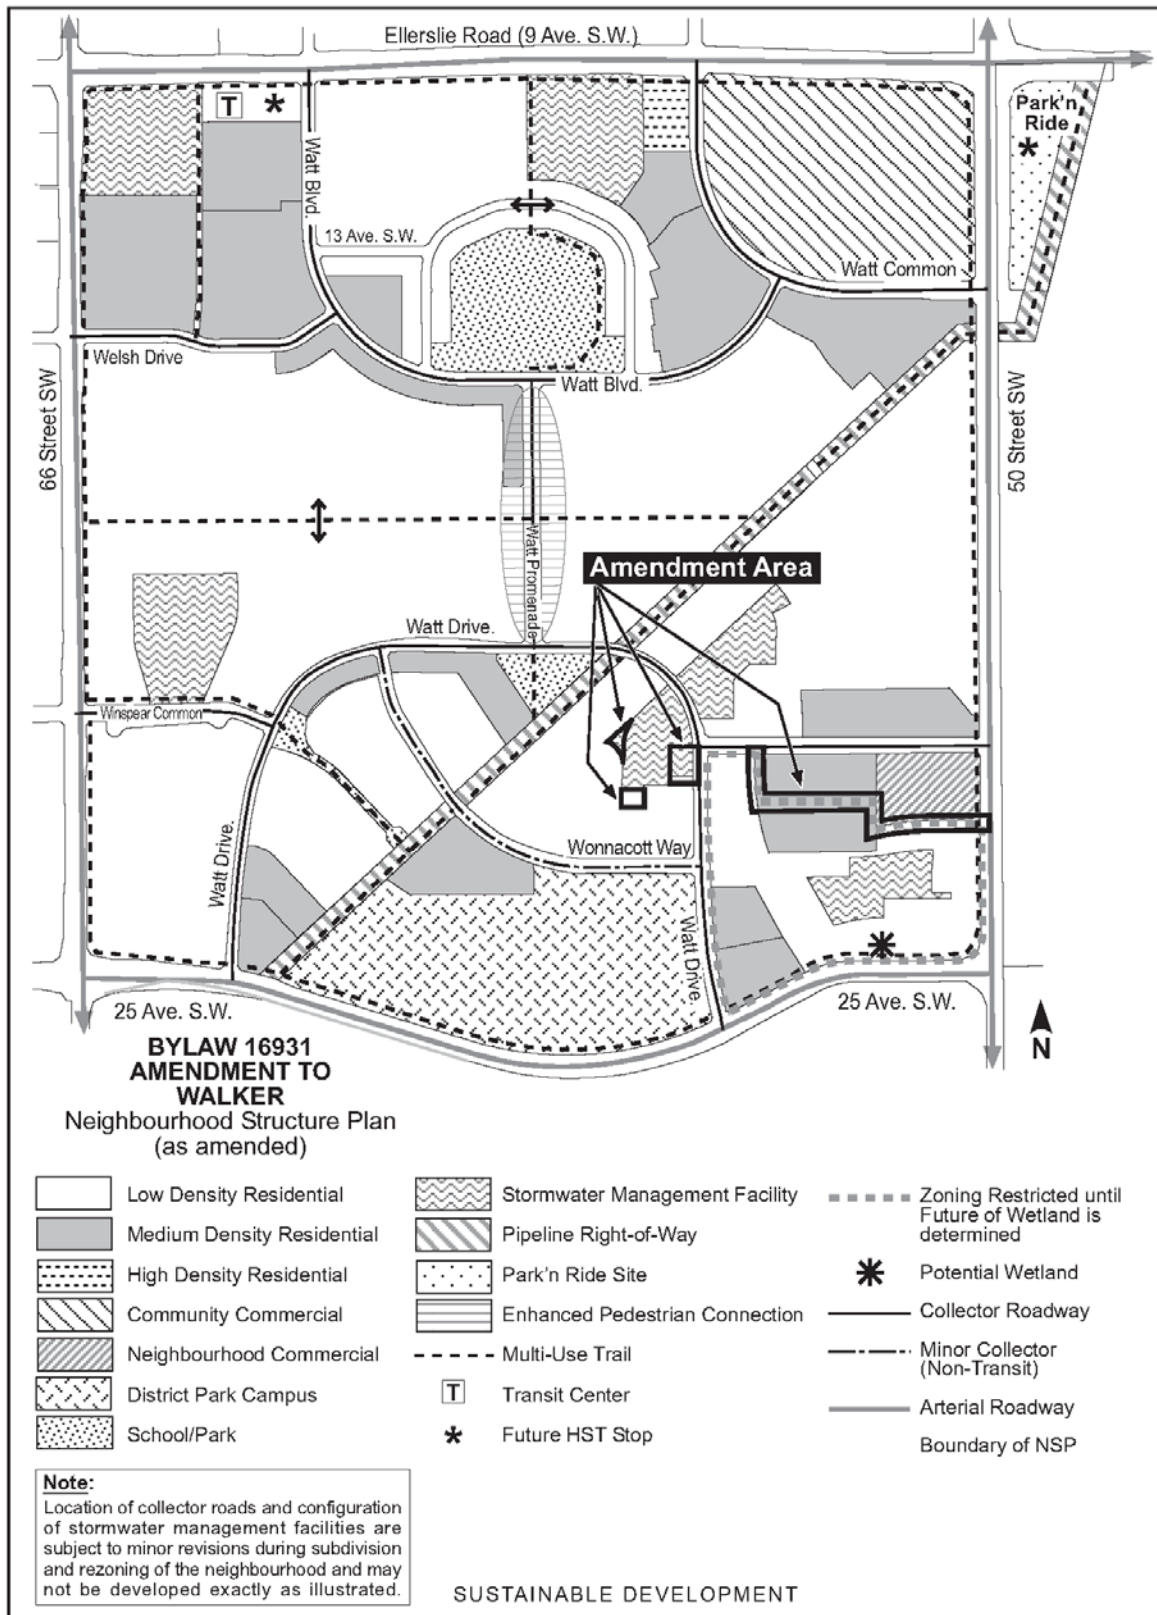 Ellerslie Road (9 Ave. S.W.)
T
Park'n
Ride
Watt Blvd.
13 Ave. S.W.
Watt Common
Welsh Drive
Watt Blvd.
66 Street SW
50 Street SW
Watt Promenade
Amendment Area
Watt Drive.
Winspear Common
Wonnacott Way
Watt Drive.
Watt Drive.
25 Ave. S.W.
25 Ave. S.W.
N
BYLAW 16931
AMENDMENT TO
WALKER
Neighbourhood Structure Plan
(as amended)
Low Density Residential
Medium Density Residential
High Density Residential
Community Commercial
Neighbourhood Commercial
District Park Campus
School/Park
Stormwater Management Facility
Pipeline Right-of-Way
Park'n Ride Site
Enhanced Pedestrian Connection
Multi-Use Trail
T Transit Center
Future HST Stop
Zoning Restricted until
Future of Wetland is
determined
Potential Wetland
Collector Roadway
Minor Collector
(Non-Transit)
Arterial Roadway
Boundary of NSP
Note:
Location of collector roads and configuration
of stormwater management facilities are
subject to minor revisions during subdivision
and rezoning of the neighbourhood and may
not be developed exactly as illustrated.
SUSTAINABLE DEVELOPMENT